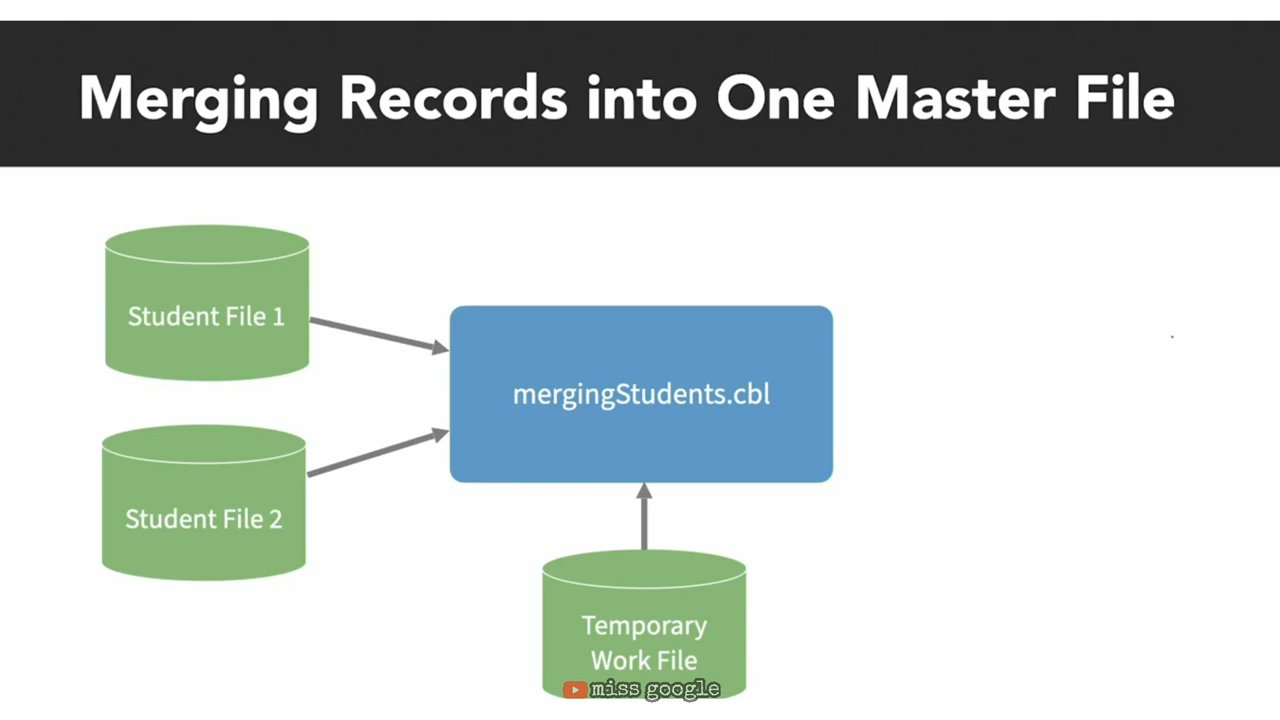 Merging Records into One Master File
Student File 1
mergingStudents.cbl
Student File 2
Temporary
Work File
miss google